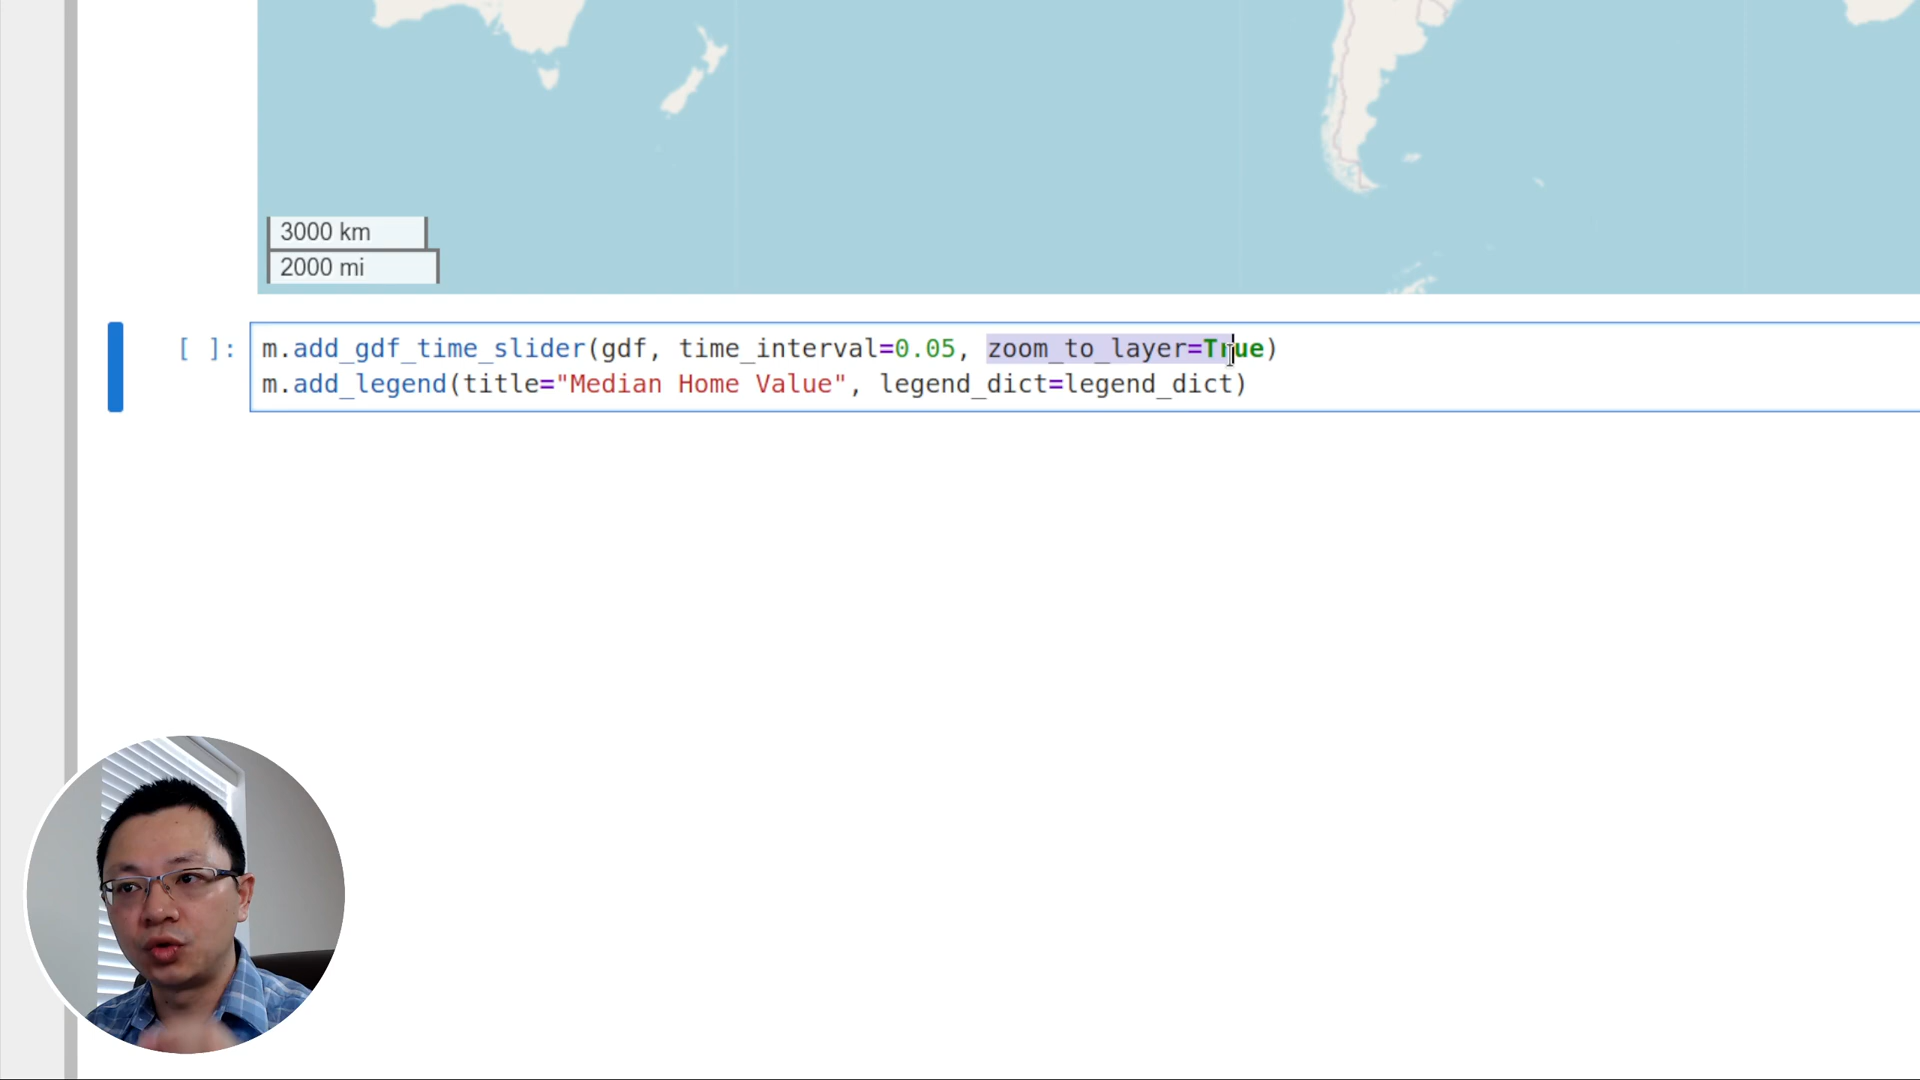 3000 km
2000 mi
[ ]: m.add_gdf_time_slider(gdf, time_interval=0.05, zoom_to_layer=True)
m.add_legend(title="Median Home Value", legend_dict=legend_dict)